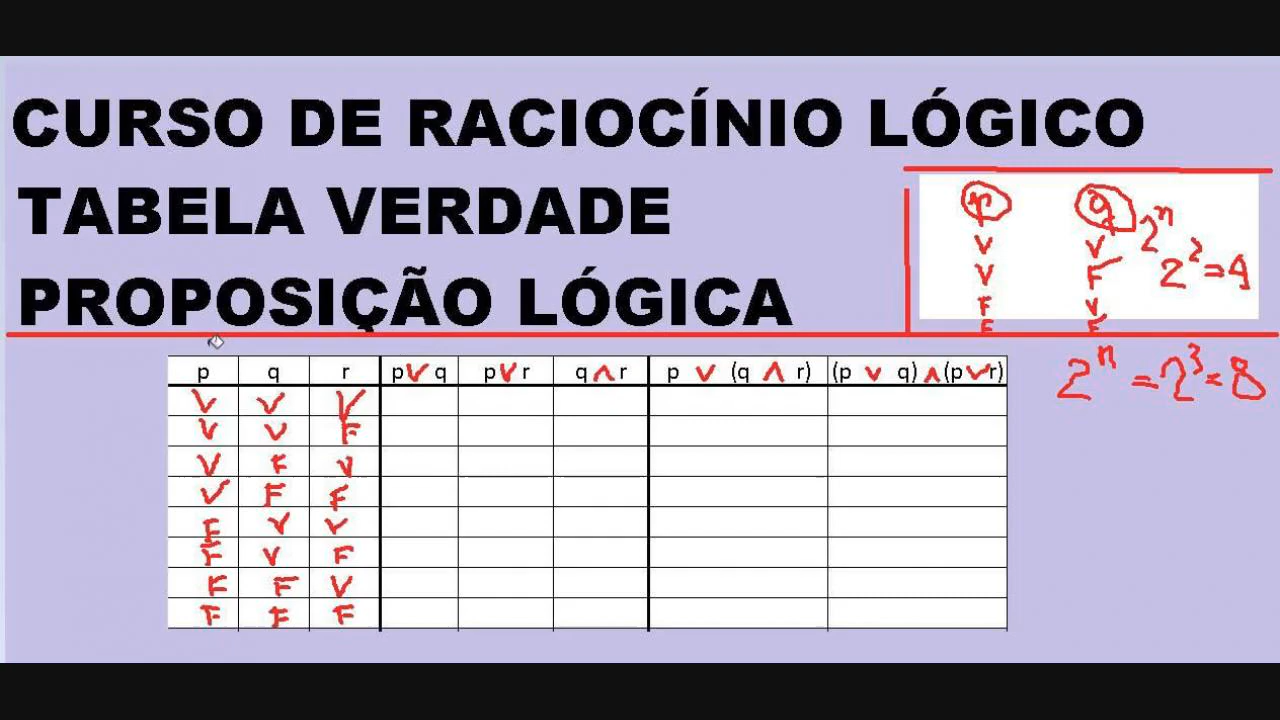 CURSO DE RACIOCÍNIO LÓGICO
TABELA VERDADE
PROPOSIÇÃO LÓGICA
p q
V V 2ⁿ
V F 2² = 4
F V
F F
2ⁿ = 2³ = 8
p q r p V q p V r q ∧ r p V (q ∧ r) (p V q) ∧ (p V r)
V V V
V V F
V F V
V F F
F V V
F V F
F F V
F F F